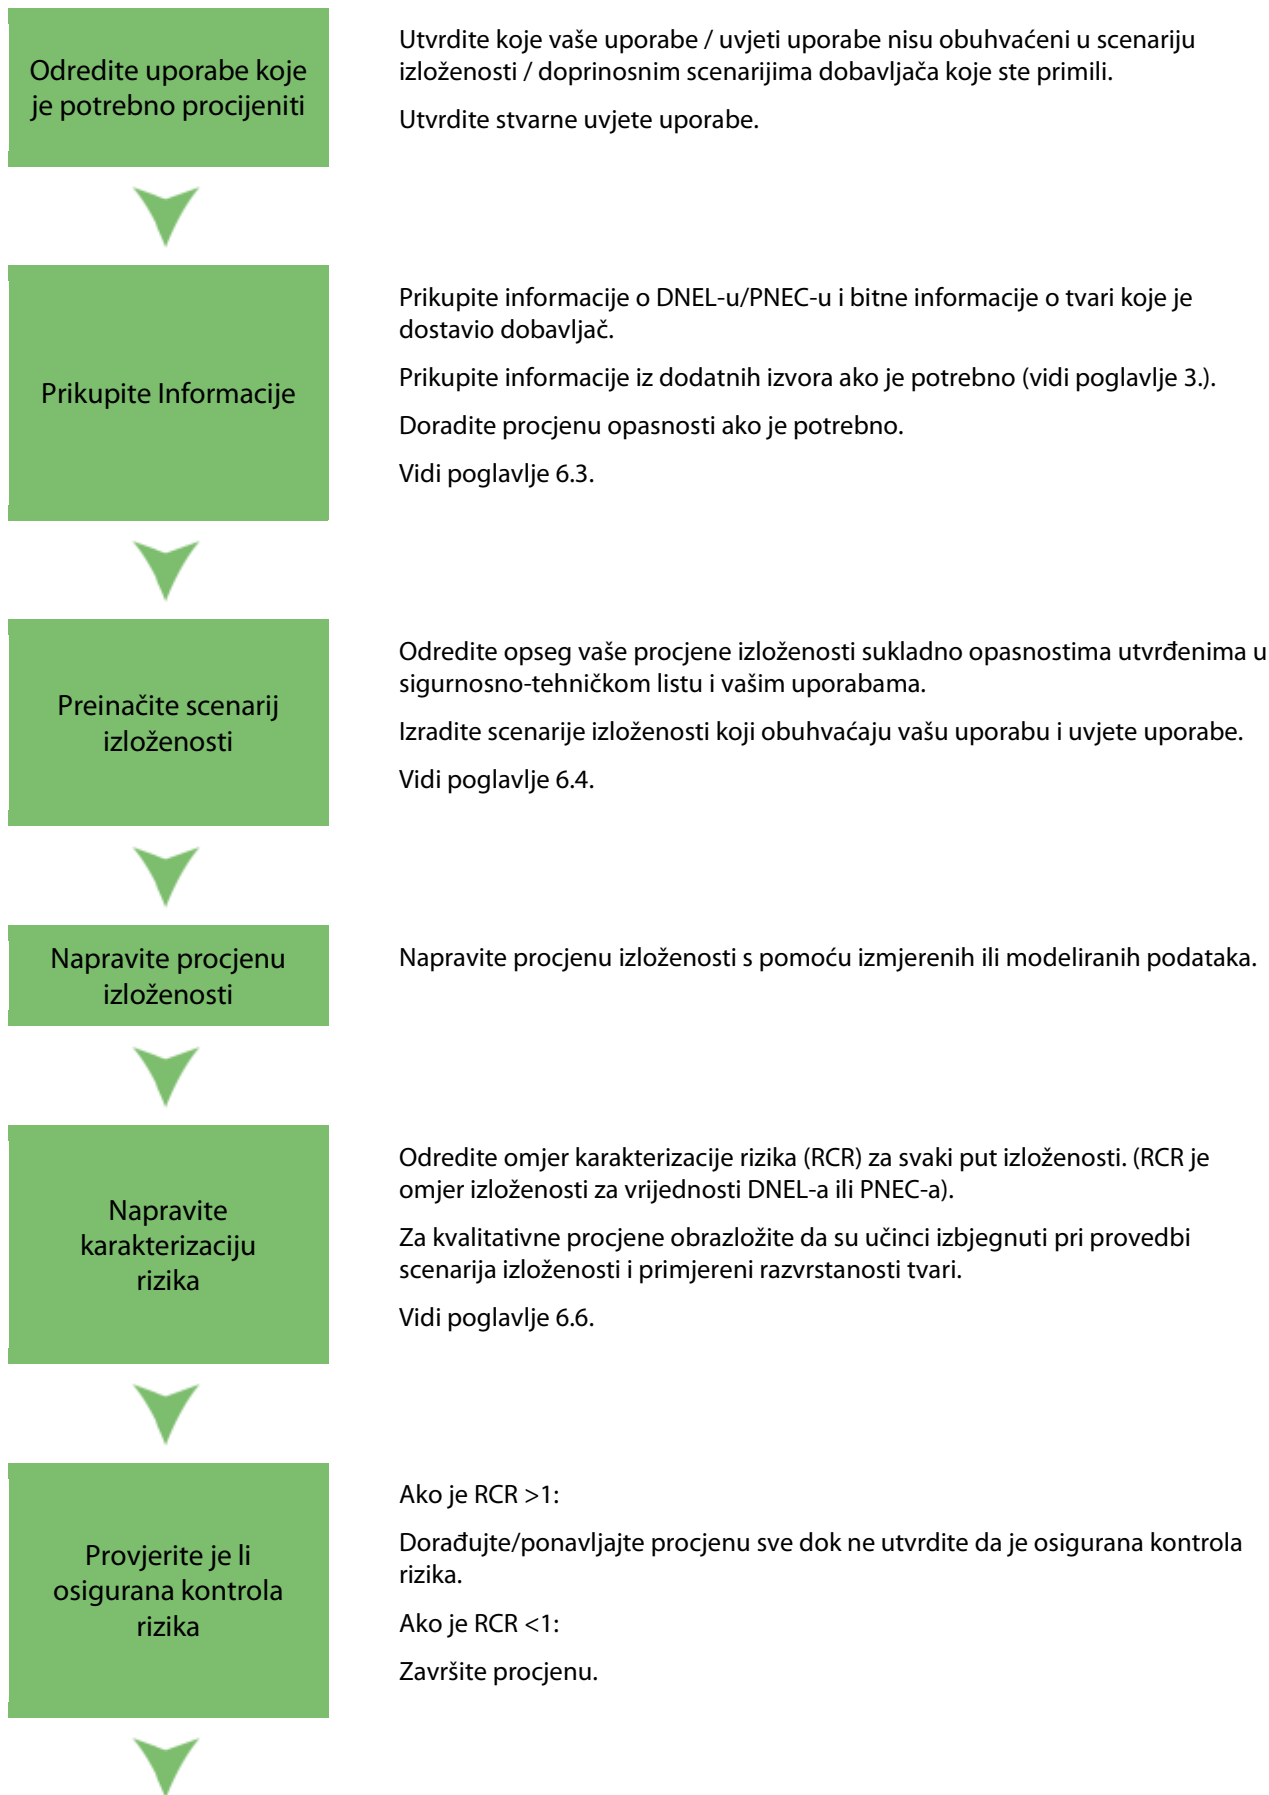 Odredite uporabe koje
je potrebno procijeniti
Utvrdite koje vaše uporabe / uvjeti uporabe nisu obuhvaćeni u scenariju
izloženosti / doprinosnim scenarijima dobavljača koje ste primili.
Utvrdite stvarne uvjete uporabe.
Prikupite Informacije
Prikupite informacije o DNEL-u/PNEC-u i bitne informacije o tvari koje je
dostavio dobavljač.
Prikupite informacije iz dodatnih izvora ako je potrebno (vidi poglavlje 3.).
Doradite procjenu opasnosti ako je potrebno.
Vidi poglavlje 6.3.
Preinačite scenarij
izloženosti
Odredite opseg vaše procjene izloženosti sukladno opasnostima utvrđenima u
sigurnosno-tehničkom listu i vašim uporabama.
Izradite scenarije izloženosti koji obuhvaćaju vašu uporabu i uvjete uporabe.
Vidi poglavlje 6.4.
Napravite procjenu
izloženosti
Napravite procjenu izloženosti s pomoću izmjerenih ili modeliranih podataka.
Napravite
karakterizaciju
rizika
Odredite omjer karakterizacije rizika (RCR) za svaki put izloženosti. (RCR je
omjer izloženosti za vrijednosti DNEL-a ili PNEC-a).
Za kvalitativne procjene obrazložite da su učinci izbjegnuti pri provedbi
scenarija izloženosti i primjereni razvrstanosti tvari.
Vidi poglavlje 6.6.
Provjerite je li
osigurana kontrola
rizika
Ako je RCR >1:
Dorađujte/ponavljajte procjenu sve dok ne utvrdite da je osigurana kontrola
rizika.
Ako je RCR <1:
Završite procjenu.